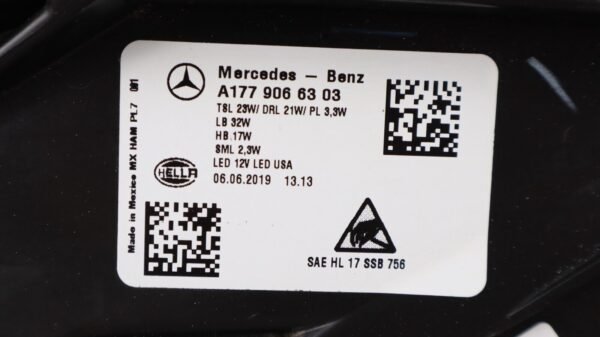 Mercedes - Benz
A177 906 63 03
TSL 23W/ DRL 21W/ PL 3,3W
LB 32W
HB 17W
SML 2,3W
LED 12V LED USA
06.06.2019 13.13
HELLA
SAE HL 17 SSB 756
Made in Mexico MX HAM PL7 001